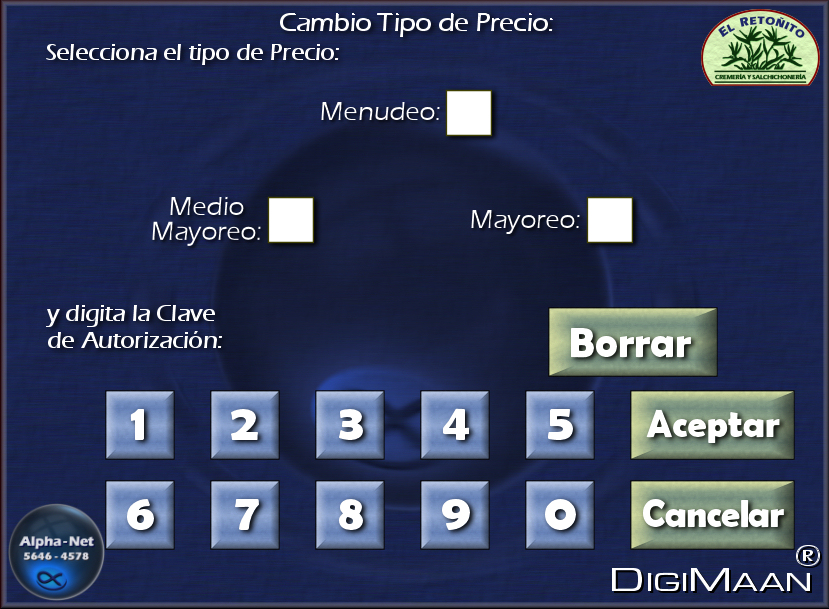 Cambio Tipo de Precio:
Selecciona el tipo de Precio:
EL RETOÑITO
CREMERÍA Y SALCHICHONERÍA
Menudeo:
Medio
Mayoreo:
Mayoreo:
y digita la Clave
de Autorización:
Borrar
1 2 3 4 5 Aceptar
6 7 8 9 0 Cancelar
Alpha-Net
5646 - 4578
DIGIMAAN®